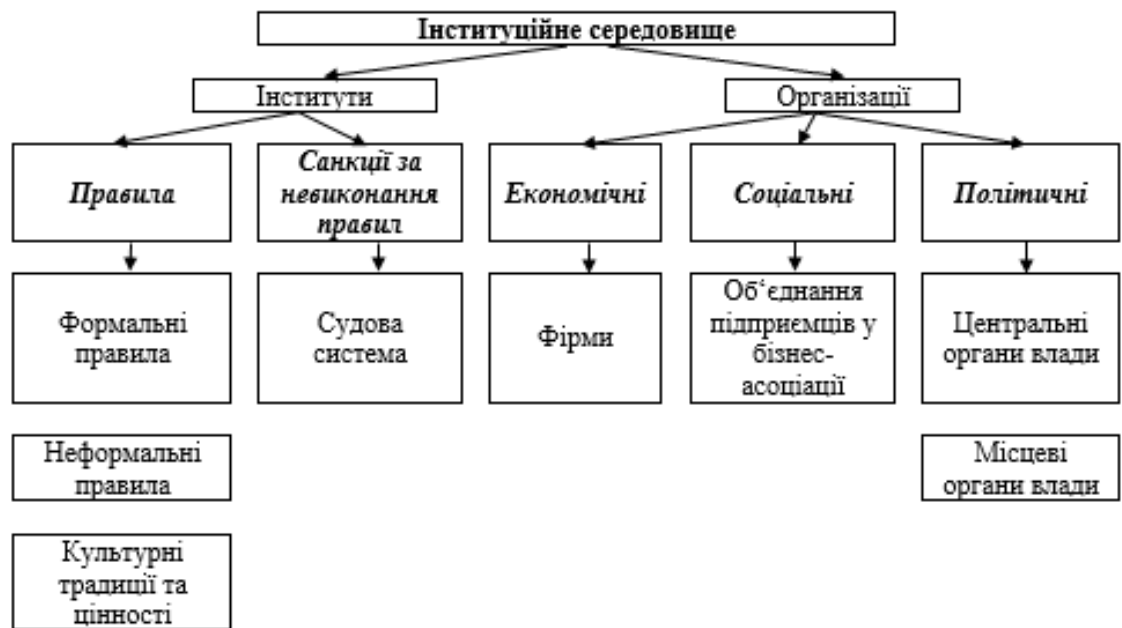 Інституційне середовище
Інститути
Організації
Правила
Санкції за
невиконання
правил
Економічні
Соціальні
Політичні
Формальні
правила
Судова
система
Фірми
Об‘єднання
підприємців у
бізнес-
асоціації
Центральні
органи влади
Неформальні
правила
Місцеві
органи влади
Культурні
традиції та
цінності